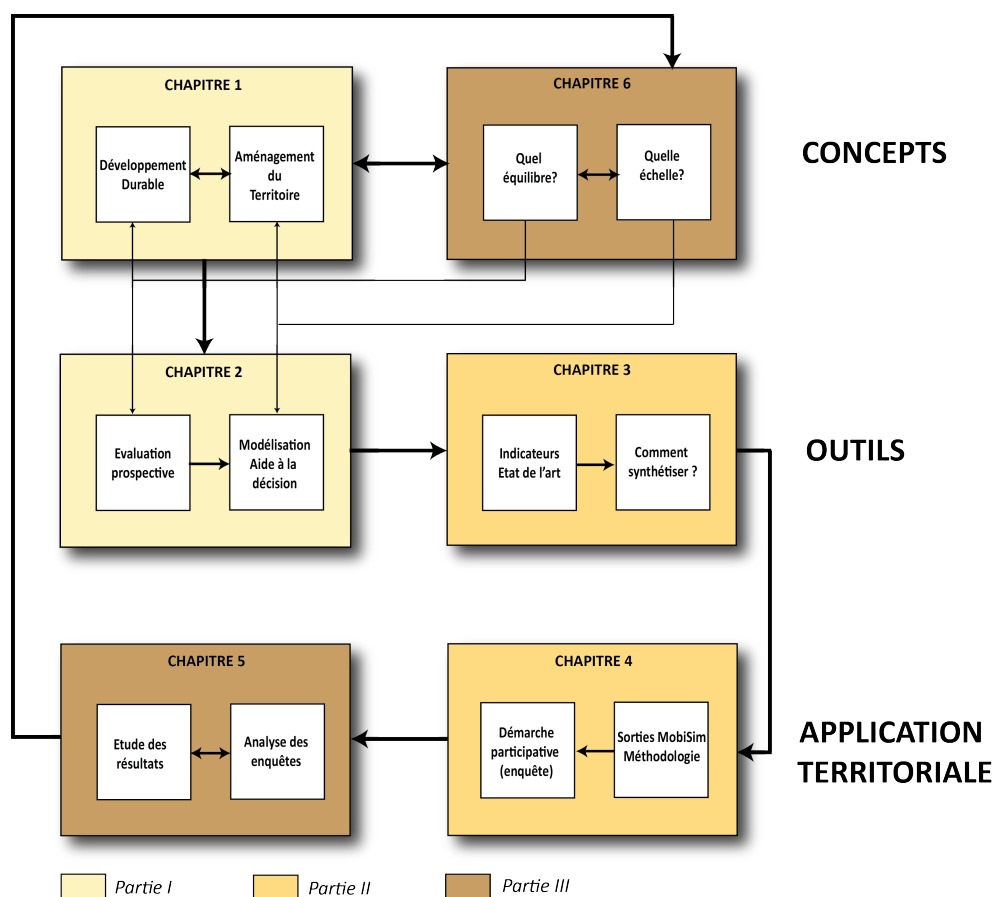 CHAPITRE 1
Développement
Durable
Aménagement
du
Territoire
CHAPITRE 6
Quel
équilibre?
Quelle
échelle?
CONCEPTS
CHAPITRE 2
Evaluation
prospective
Modélisation
Aide à la
décision
CHAPITRE 3
Indicateurs
Etat de l'art
Comment
synthétiser ?
OUTILS
CHAPITRE 5
Etude des
résultats
Analyse des
enquêtes
CHAPITRE 4
Démarche
participative
(enquête)
Sorties MobiSim
Méthodologie
APPLICATION
TERRITORIALE
Partie I
Partie II
Partie III